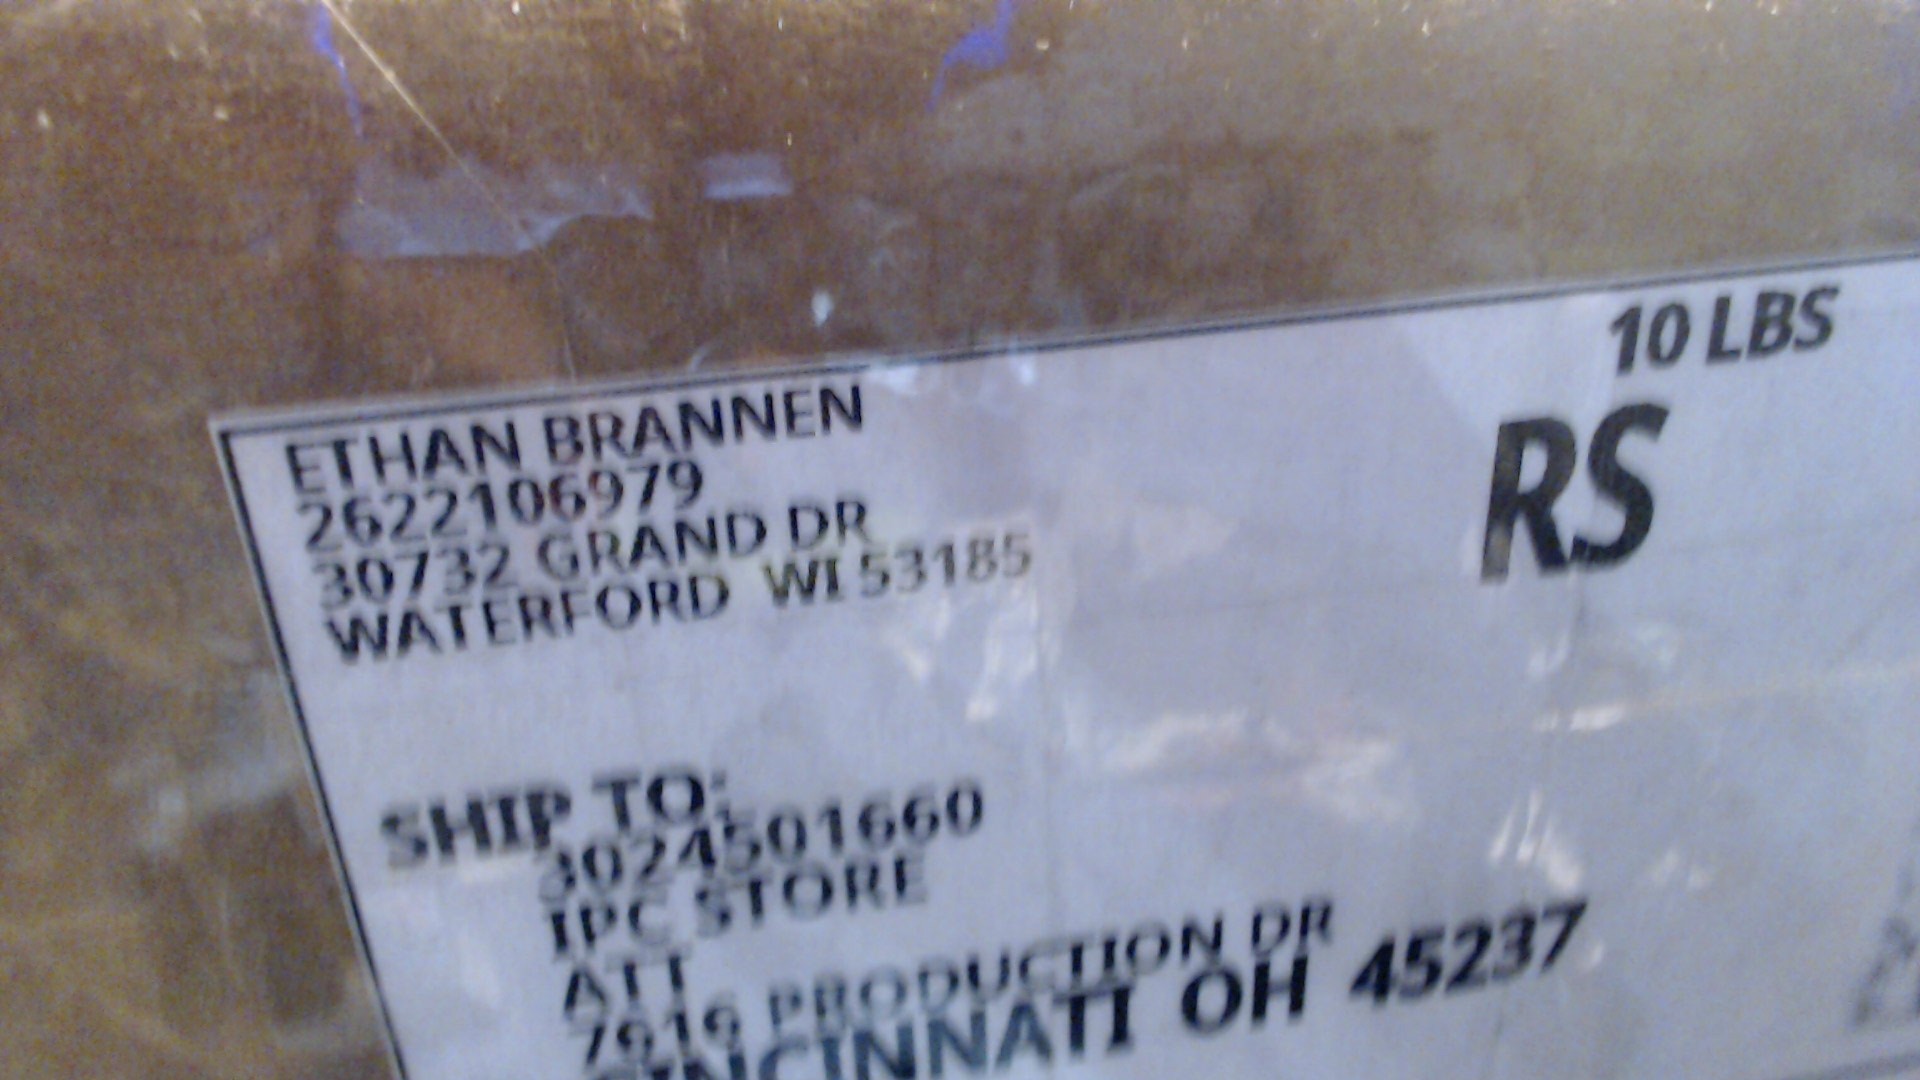 10 LBS
RS
ETHAN BRANNEN
2622106979
30732 GRAND DR
WATERFORD WI 53185
SHIP TO:
3024501660
IPC STORE
ATT
7616 PRODUCTION DR
CINCINNATI OH 45237